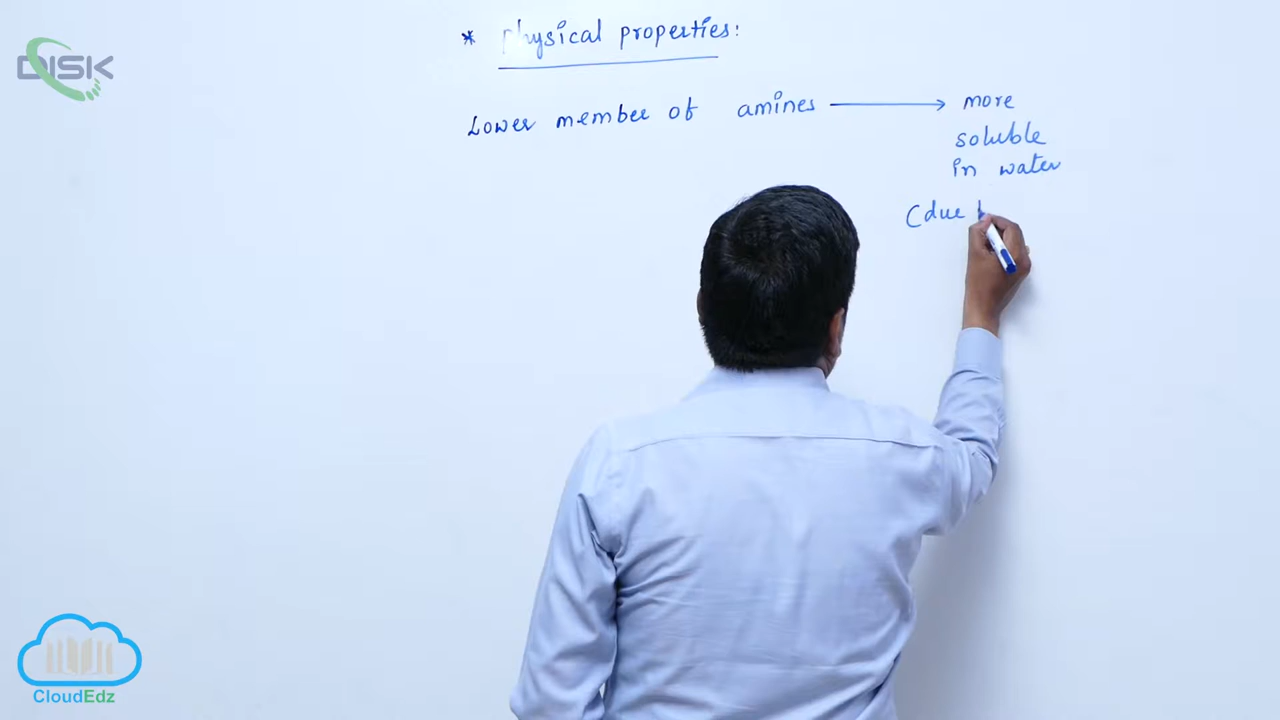 DISK
* Physical properties:
Lower member of amines → more
soluble
in water
(due
CloudEdz